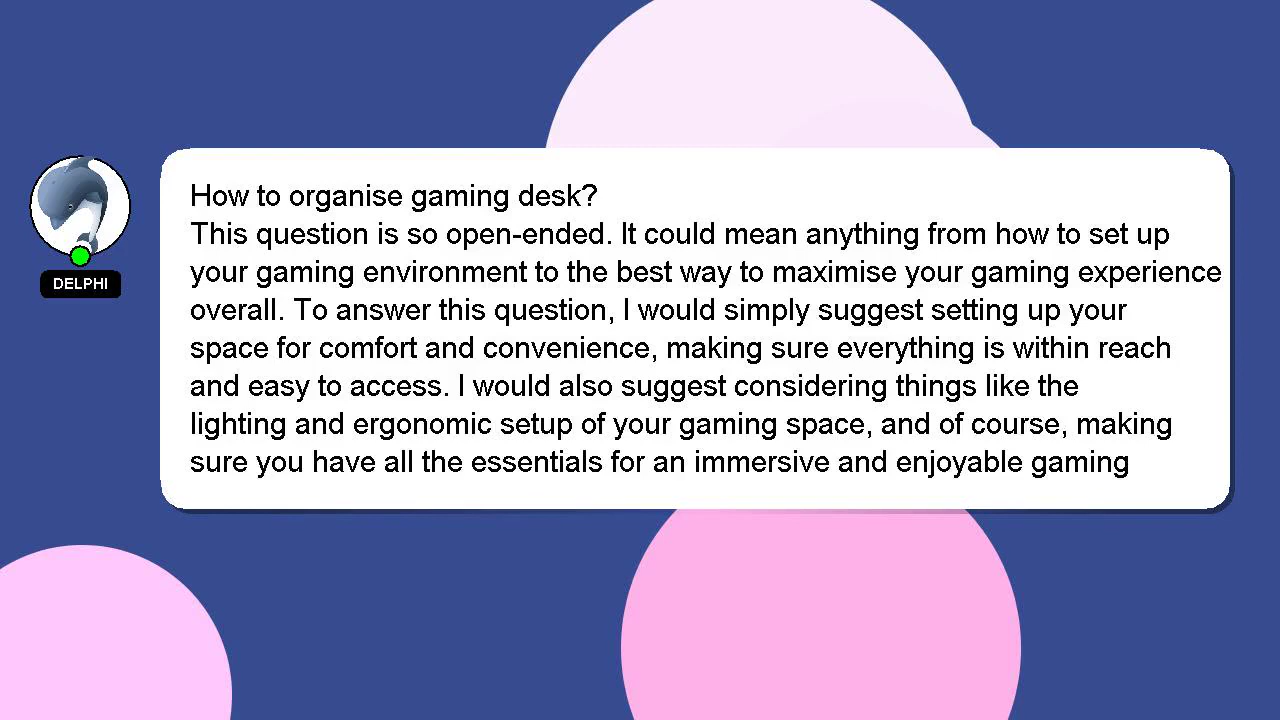 How to organise gaming desk?
This question is so open-ended. It could mean anything from how to set up
your gaming environment to the best way to maximise your gaming experience
overall. To answer this question, I would simply suggest setting up your
space for comfort and convenience, making sure everything is within reach
and easy to access. I would also suggest considering things like the
lighting and ergonomic setup of your gaming space, and of course, making
sure you have all the essentials for an immersive and enjoyable gaming
DELPHI